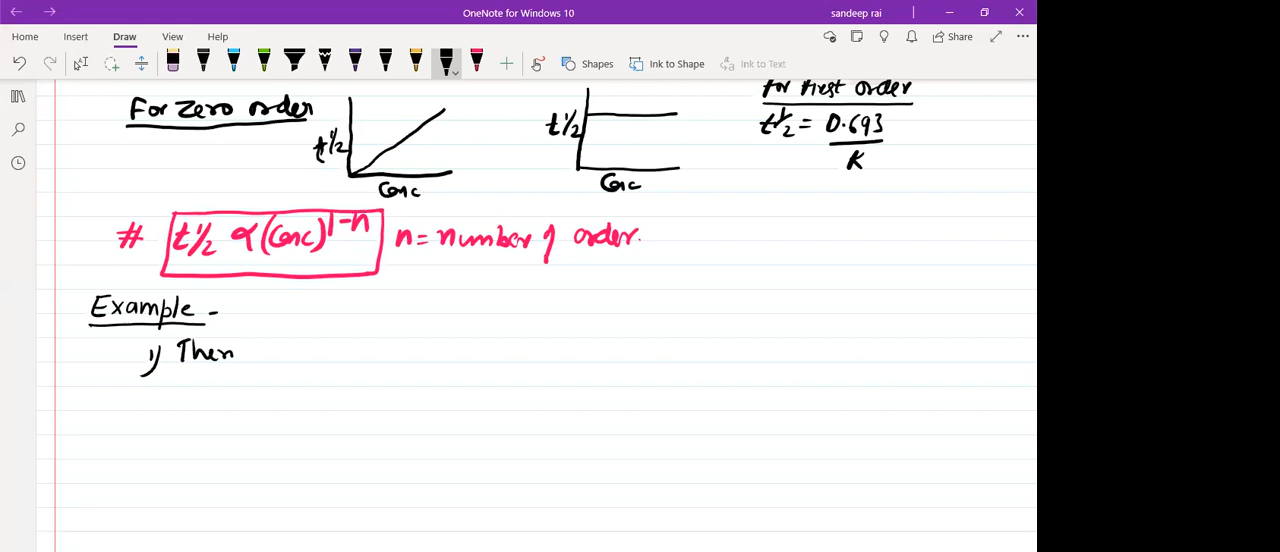 OneNote for Windows 10
sandeep rai
Home Insert Draw View Help
Share
Shapes Ink to Shape Ink to Text
For zero order
t1/2
Conc
t1/2
Conc
for first order
t1/2 = 0.693
K
# t1/2 ∝ (Conc)^1-n n = number of order.
Example -
1) Then